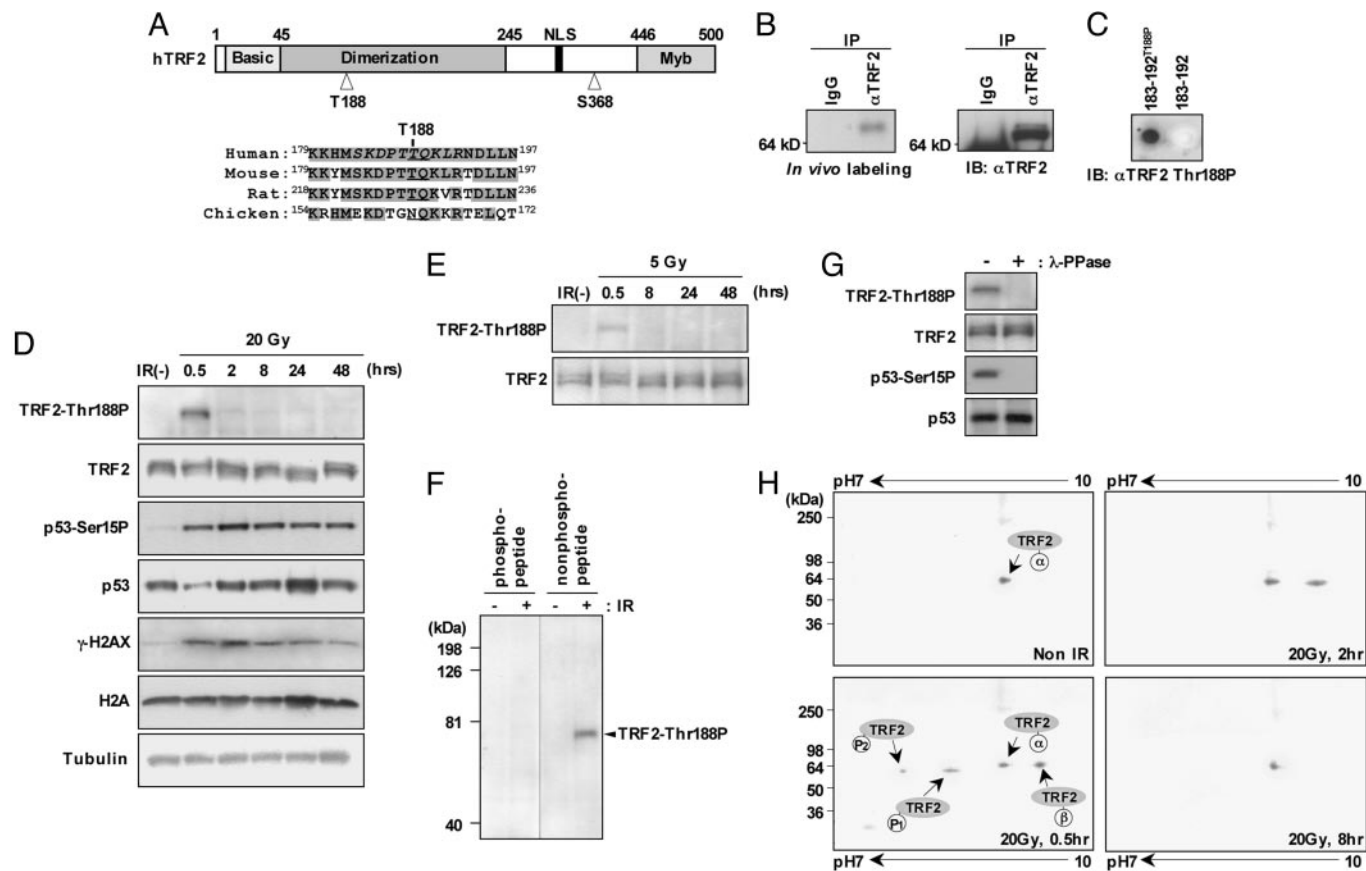 A
1 45 245 NLS 446 500
hTRF2
Basic Dimerization Myb
T188 S368
T188
Human: 179KKHMSKDPTTQKLRNDLLN197
Mouse: 179KKYMSKDPTTQKLRTDLLN197
Rat: 218KKYMSKDPTTQKVRTDLLN236
Chicken: 154KRHMEKDTGNQKKRTELQT172
B
IP IP
IgG αTRF2 IgG αTRF2
64 kD 64 kD
In vivo labeling IB: αTRF2
C
183-192T188P 183-192
IB: αTRF2 Thr188P
D
20 Gy
IR(-) 0.5 2 8 24 48 (hrs)
TRF2-Thr188P
TRF2
p53-Ser15P
p53
γ-H2AX
H2A
Tubulin
E
5 Gy
IR(-) 0.5 8 24 48 (hrs)
TRF2-Thr188P
TRF2
F
phospho-
peptide
nonphospho-
peptide
- + - + : IR
(kDa)
198
126
81
40
TRF2-Thr188P
G
- + : λ-PPase
TRF2-Thr188P
TRF2
p53-Ser15P
p53
H
pH7 10 pH7 10
(kDa)
250
98
64
50
36
TRF2
α
Non IR
20Gy, 2hr
250
98
64
50
36
TRF2
P2
TRF2
P1
TRF2
α
TRF2
β
20Gy, 0.5hr
20Gy, 8hr
pH7 10 pH7 10